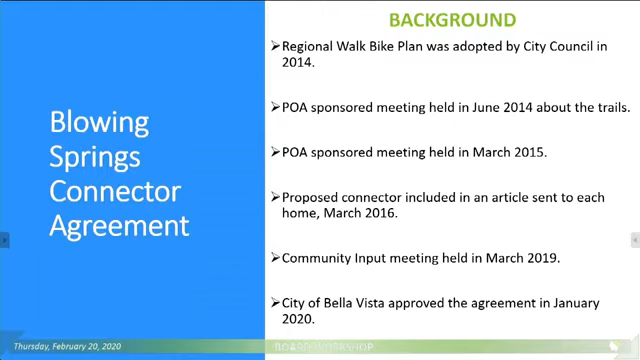 BACKGROUND
Blowing
Springs
Connector
Agreement
➢Regional Walk Bike Plan was adopted by City Council in
2014.
➢POA sponsored meeting held in June 2014 about the trails.
➢POA sponsored meeting held in March 2015.
➢Proposed connector included in an article sent to each
home, March 2016.
➢Community Input meeting held in March 2019.
➢City of Bella Vista approved the agreement in January
2020.
Thursday, February 20, 2020
BOARD WORKSHOP